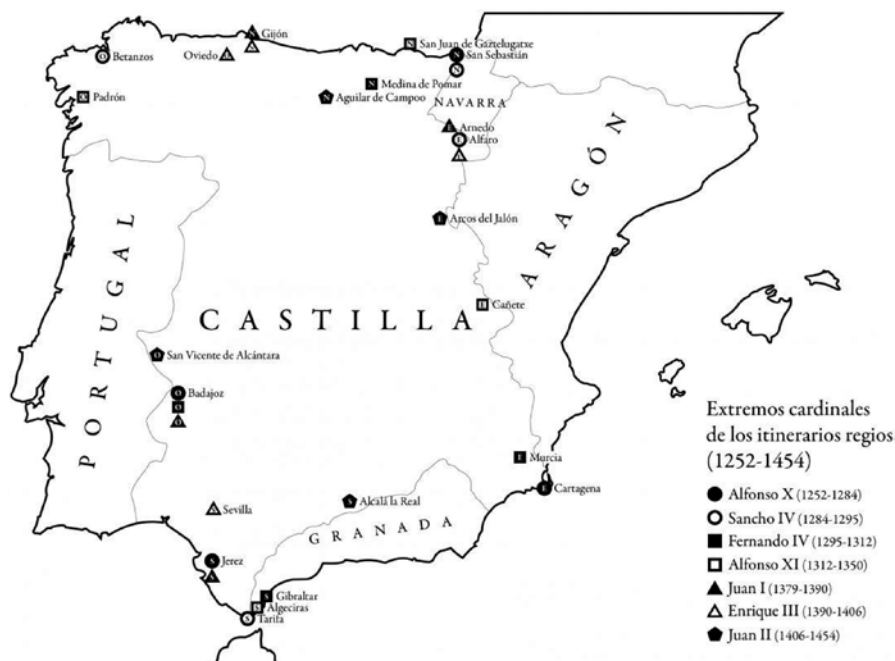 Gijón
N
N
San Juan de Gaztelugatxe
N
San Sebastián
N
N
Betanzos
O
Oviedo
O
Padrón
O
Medina de Pomar
N
Aguilar de Campoo
N
NAVARRA
Arnedo
E
Alfaro
E
E
Arcos del Jalón
E
ARAGÓN
Cañete
E
CASTILLA
PORTUGAL
San Vicente de Alcántara
O
Badajoz
O
O
O
Murcia
E
Cartagena
E
Sevilla
S
Alcalá la Real
S
GRANADA
Jerez
S
S
Gibraltar
S
Algeciras
S
Tarifa
S
Extremos cardinales
de los itinerarios regios
(1252-1454)
Alfonso X (1252-1284)
Sancho IV (1284-1295)
Fernando IV (1295-1312)
Alfonso XI (1312-1350)
Juan I (1379-1390)
Enrique III (1390-1406)
Juan II (1406-1454)